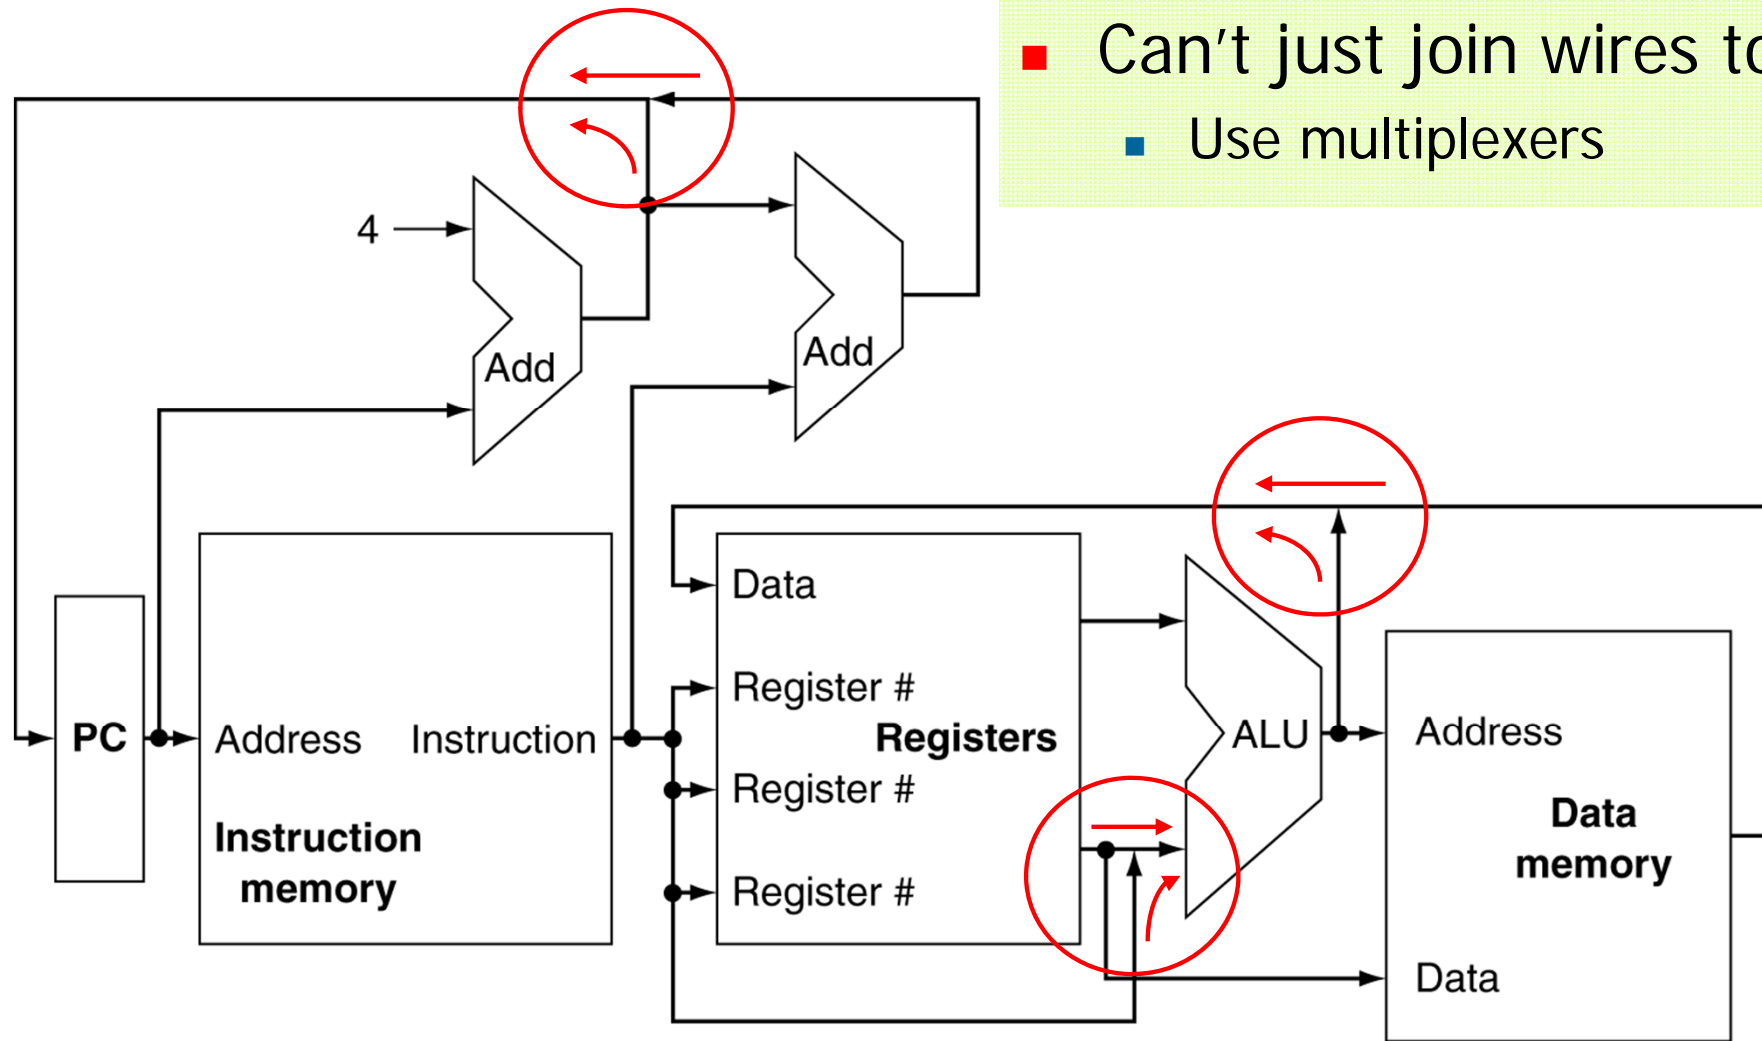 Can't just join wires to
Use multiplexers
4
Add
Add
Data
Register #
PC
Address
Instruction
Registers
ALU
Address
Register #
Instruction
memory
Data
memory
Register #
Data